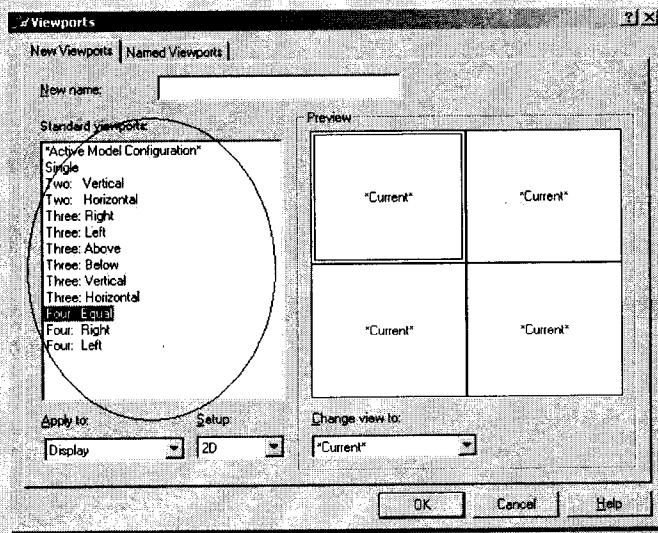 Viewports
New Viewports
Named Viewports
New name:
Standard viewports:
*Active Model Configuration*
Single
Two: Vertical
Two: Horizontal
Three: Right
Three: Left
Three: Above
Three: Below
Three: Vertical
Three: Horizontal
Four: Equal
Four: Right
Four: Left
Preview
*Current*
*Current*
*Current*
*Current*
Apply to:
Setup:
Change view to:
Display
2D
*Current*
OK
Cancel
Help